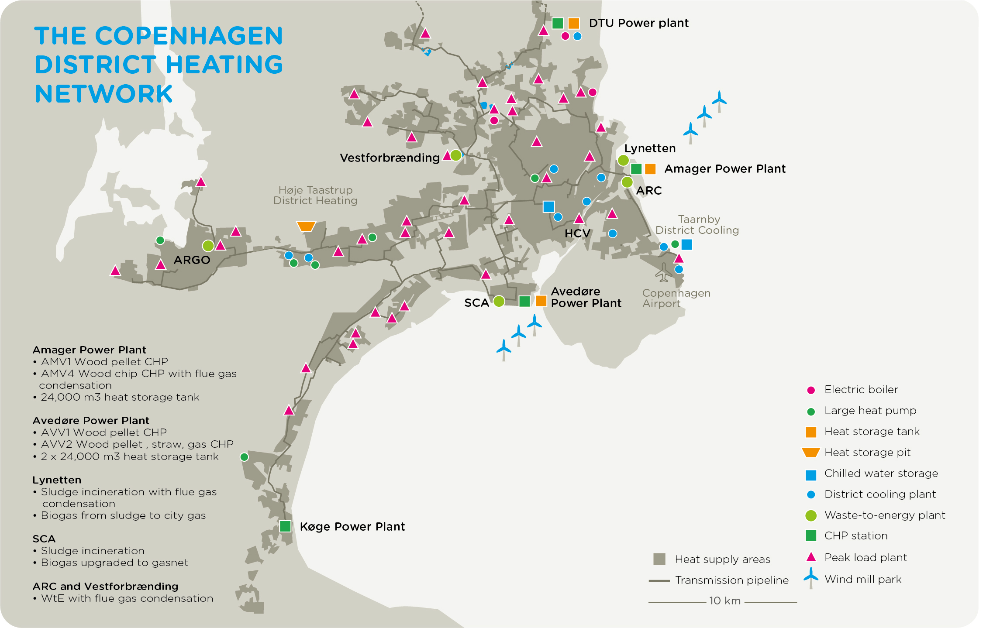 THE COPENHAGEN
DISTRICT HEATING
NETWORK
DTU Power plant
Lynetten
Vestforbrænding
Amager Power Plant
ARC
Høje Taastrup
District Heating
Taarnby
District Cooling
HCV
ARGO
Avedøre
Power Plant
SCA
Copenhagen
Airport
Amager Power Plant
• AMV1 Wood pellet CHP
• AMV4 Wood chip CHP with flue gas
condensation
• 24,000 m3 heat storage tank
Avedøre Power Plant
• AVV1 Wood pellet CHP
• AVV2 Wood pellet , straw, gas CHP
• 2 x 24,000 m3 heat storage tank
Lynetten
• Sludge incineration with flue gas
condensation
• Biogas from sludge to city gas
SCA
• Sludge incineration
• Biogas upgraded to gasnet
ARC and Vestforbrænding
• WtE with flue gas condensation
Køge Power Plant
Heat supply areas
Transmission pipeline
10 km
Electric boiler
Large heat pump
Heat storage tank
Heat storage pit
Chilled water storage
District cooling plant
Waste-to-energy plant
CHP station
Peak load plant
Wind mill park